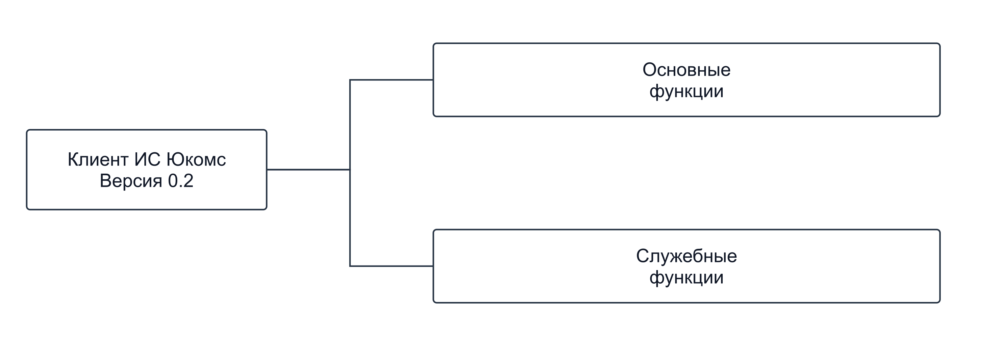 Клиент ИС Юкомс
Версия 0.2
Основные
функции
Служебные
функции